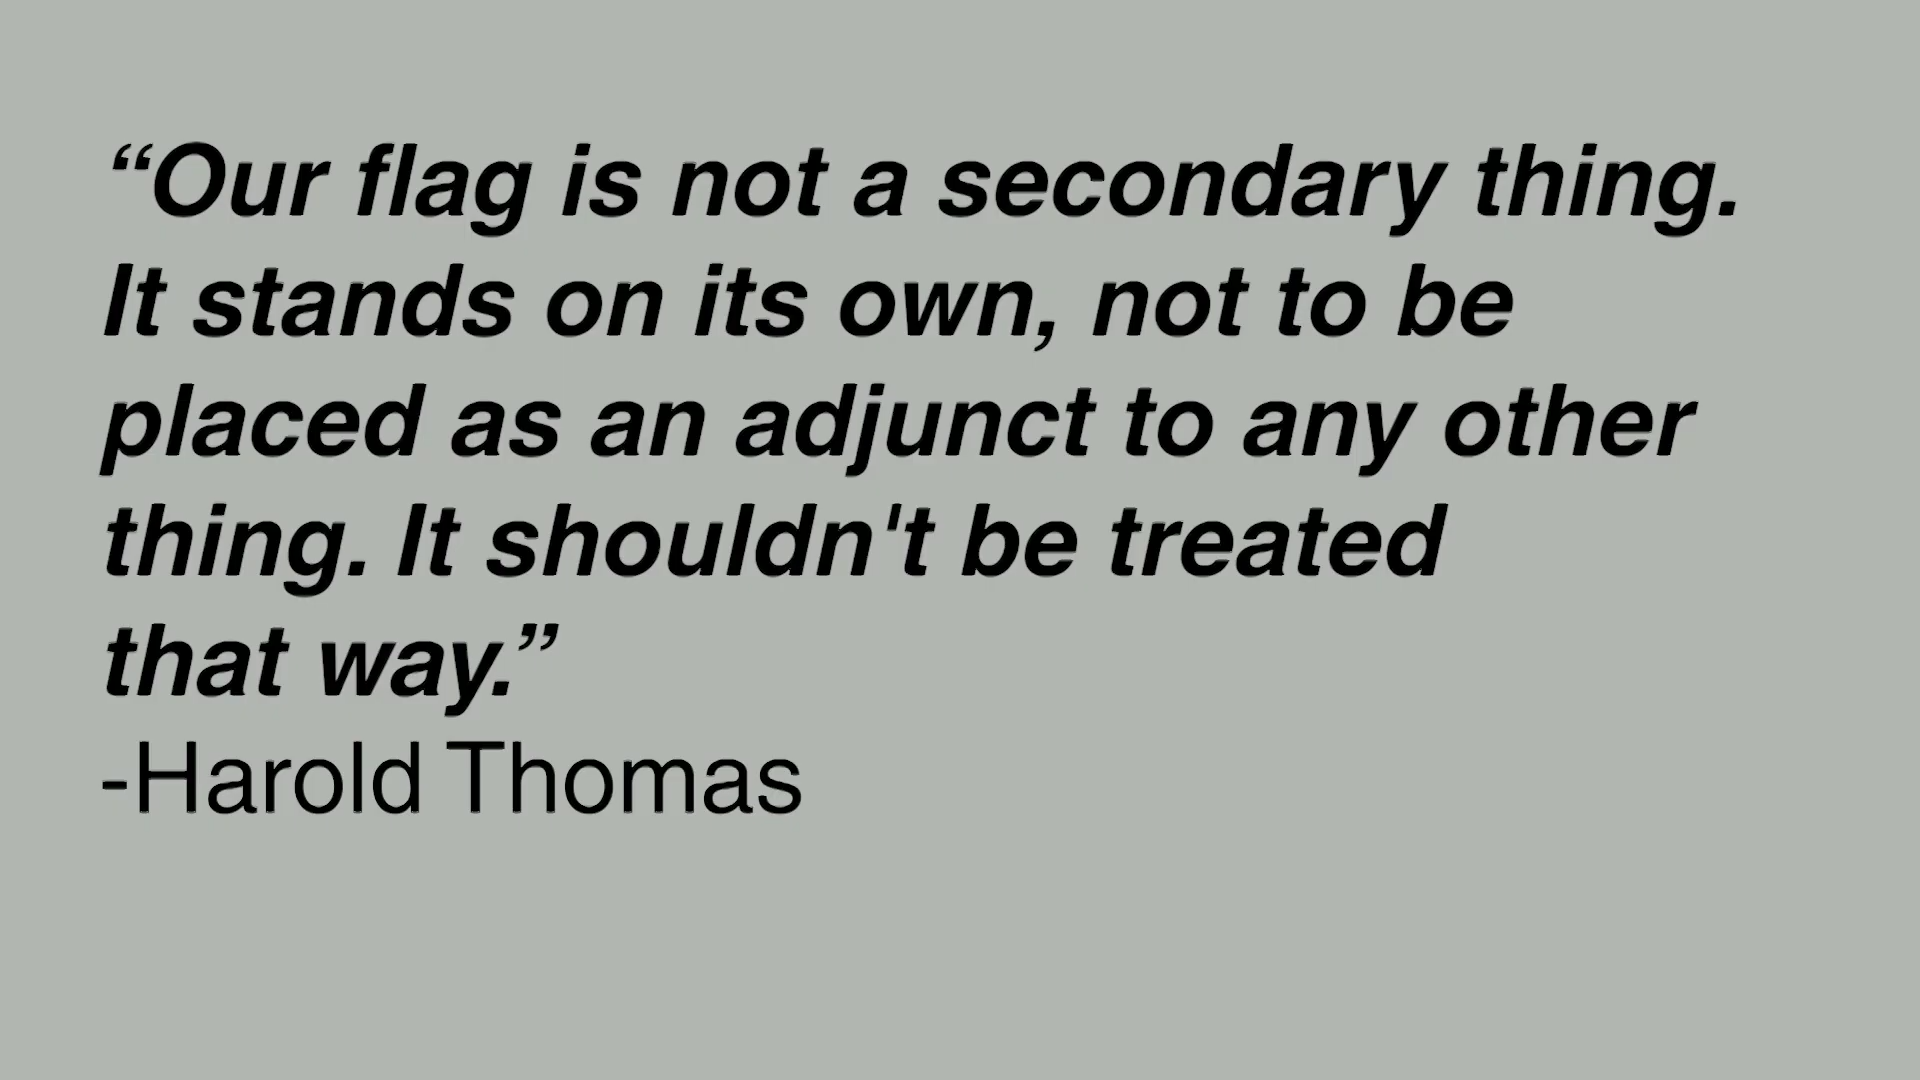 “Our flag is not a secondary thing.
It stands on its own, not to be
placed as an adjunct to any other
thing. It shouldn't be treated
that way.”
-Harold Thomas